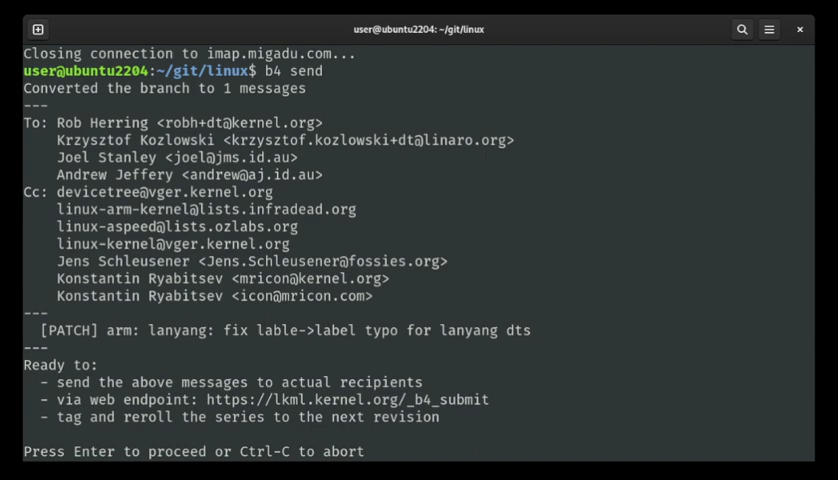 user@ubuntu2204: ~/git/linux
Closing connection to imap.migadu.com...
user@ubuntu2204:~/git/linux$ b4 send
Converted the branch to 1 messages
---
To: Rob Herring <robh+dt@kernel.org>
    Krzysztof Kozlowski <krzysztof.kozlowski+dt@linaro.org>
    Joel Stanley <joel@jms.id.au>
    Andrew Jeffery <andrew@aj.id.au>
Cc: devicetree@vger.kernel.org
    linux-arm-kernel@lists.infradead.org
    linux-aspeed@lists.ozlabs.org
    linux-kernel@vger.kernel.org
    Jens Schleusener <Jens.Schleusener@fossies.org>
    Konstantin Ryabitsev <mricon@kernel.org>
    Konstantin Ryabitsev <icon@mricon.com>
---
  [PATCH] arm: lanyang: fix lable->label typo for lanyang dts
---
Ready to:
  - send the above messages to actual recipients
  - via web endpoint: https://lkml.kernel.org/_b4_submit
  - tag and reroll the series to the next revision

Press Enter to proceed or Ctrl-C to abort